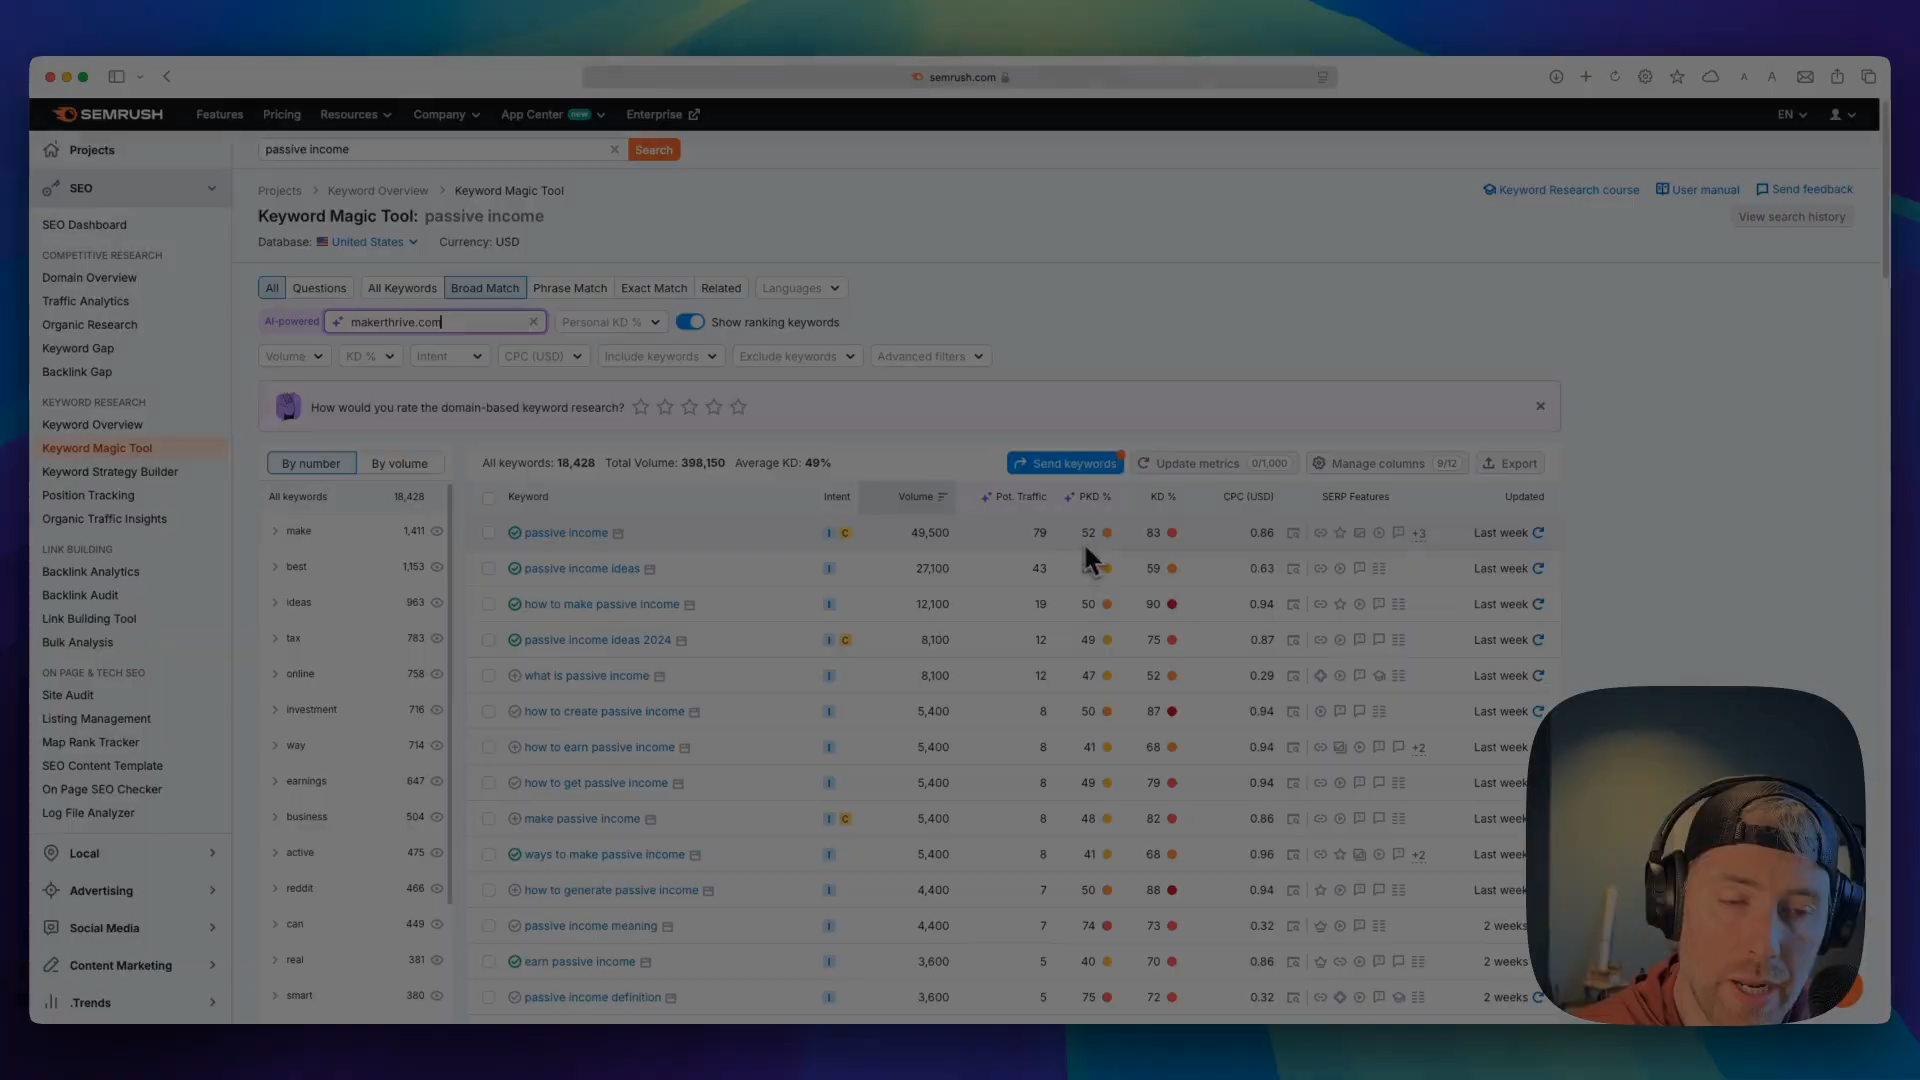 semrush.com
A A
SEMRUSH Features Pricing Resources Company App Center new Enterprise EN
Projects
SEO
SEO Dashboard
COMPETITIVE RESEARCH
Domain Overview
Traffic Analytics
Organic Research
Keyword Gap
Backlink Gap
KEYWORD RESEARCH
Keyword Overview
Keyword Magic Tool
Keyword Strategy Builder
Position Tracking
Organic Traffic Insights
LINK BUILDING
Backlink Analytics
Backlink Audit
Link Building Tool
Bulk Analysis
ON PAGE & TECH SEO
Site Audit
Listing Management
Map Rank Tracker
SEO Content Template
On Page SEO Checker
Log File Analyzer
Local
Advertising
Social Media
Content Marketing
.Trends
passive income Search
Projects > Keyword Overview > Keyword Magic Tool
Keyword Research course User manual Send feedback
Keyword Magic Tool: passive income
View search history
Database: United States Currency: USD
All Questions All Keywords Broad Match Phrase Match Exact Match Related Languages
AI-powered makerthrive.com Personal KD % Show ranking keywords
Volume KD % Intent CPC (USD) Include keywords Exclude keywords Advanced filters
How would you rate the domain-based keyword research?
By number By volume
All keywords 18,428
make 1,411
best 1,153
ideas 963
tax 783
online 758
investment 716
way 714
earnings 647
business 504
active 475
reddit 466
can 449
real 381
smart 380
All keywords: 18,428 Total Volume: 398,150 Average KD: 49%
Send keywords Update metrics 0/1,000 Manage columns 9/12 Export
Keyword Intent Volume Pot. Traffic PKD % KD % CPC (USD) SERP Features Updated
passive income I C 49,500 79 52 83 0.86 +3 Last week
passive income ideas I 27,100 43 59 0.63 Last week
how to make passive income I 12,100 19 50 90 0.94 Last week
passive income ideas 2024 I C 8,100 12 49 75 0.87 Last week
what is passive income I 8,100 12 47 52 0.29 Last week
how to create passive income I 5,400 8 50 87 0.94 Last week
how to earn passive income I 5,400 8 41 68 0.94 +2 Last week
how to get passive income I 5,400 8 49 79 0.94 Last week
make passive income I C 5,400 8 48 82 0.86 Last week
ways to make passive income I 5,400 8 41 68 0.96 +2 Last week
how to generate passive income I 4,400 7 50 88 0.94 Last week
passive income meaning I 4,400 7 74 73 0.32 2 weeks
earn passive income I 3,600 5 40 70 0.86 2 weeks
passive income definition I 3,600 5 75 72 0.32 2 weeks